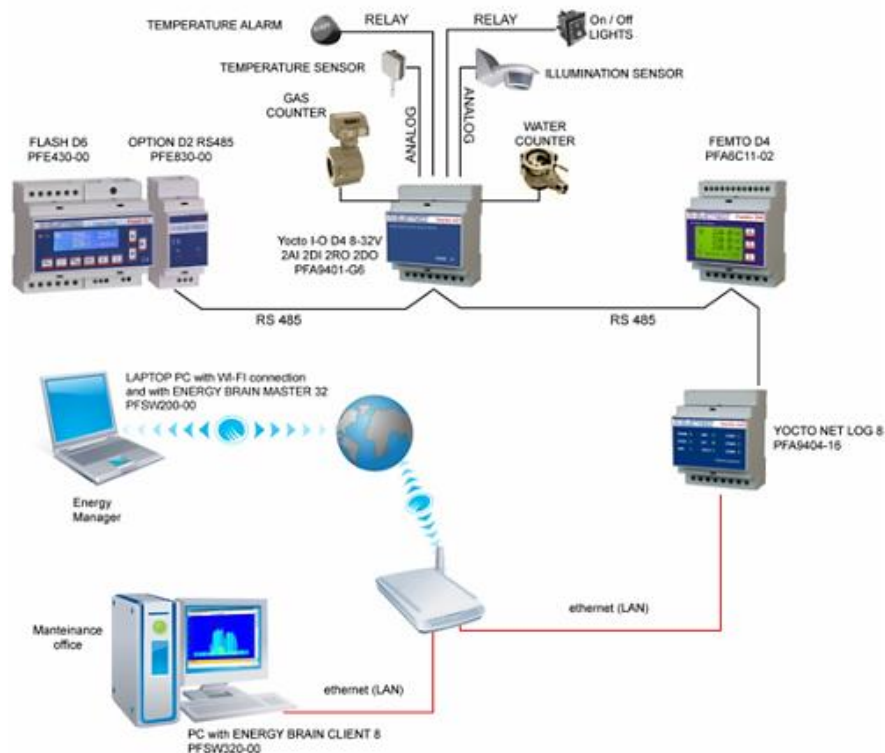 TEMPERATURE ALARM
RELAY
RELAY
On / Off
LIGHTS
TEMPERATURE SENSOR
ILLUMINATION SENSOR
ANALOG
ANALOG
GAS
COUNTER
WATER
COUNTER
FLASH D6
PFE430-00
OPTION D2 RS485
PFE830-00
FEMTO D4
PFA6C11-02
Yocto I-O D4 8-32V
2AI 2DI 2RO 2DO
PFA9401-G6
RS 485
RS 485
LAPTOP PC with WI-FI connection
and with ENERGY BRAIN MASTER 32
PFSW200-00
YOCTO NET LOG 8
PFA9404-16
Energy
Manager
ethernet (LAN)
Manteinance
office
ethernet (LAN)
PC with ENERGY BRAIN CLIENT 8
PFSW320-00